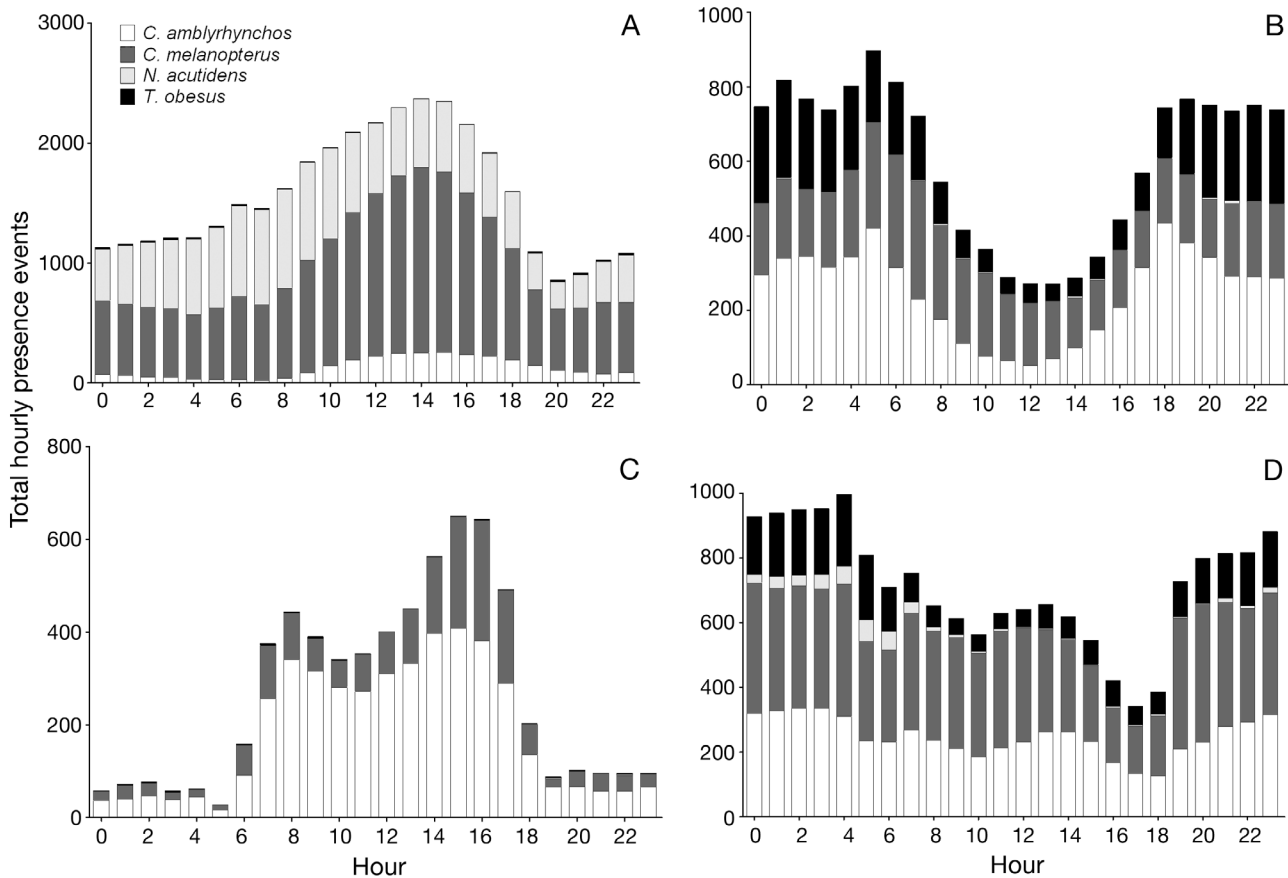 A
3000
2000
1000
0
C. amblyrhynchos
C. melanopterus
N. acutidens
T. obesus
0 2 4 6 8 10 12 14 16 18 20 22
B
1000
800
600
400
200
0
0 2 4 6 8 10 12 14 16 18 20 22
Total hourly presence events
C
800
600
400
200
0
0 2 4 6 8 10 12 14 16 18 20 22
Hour
D
1000
800
600
400
200
0
0 2 4 6 8 10 12 14 16 18 20 22
Hour